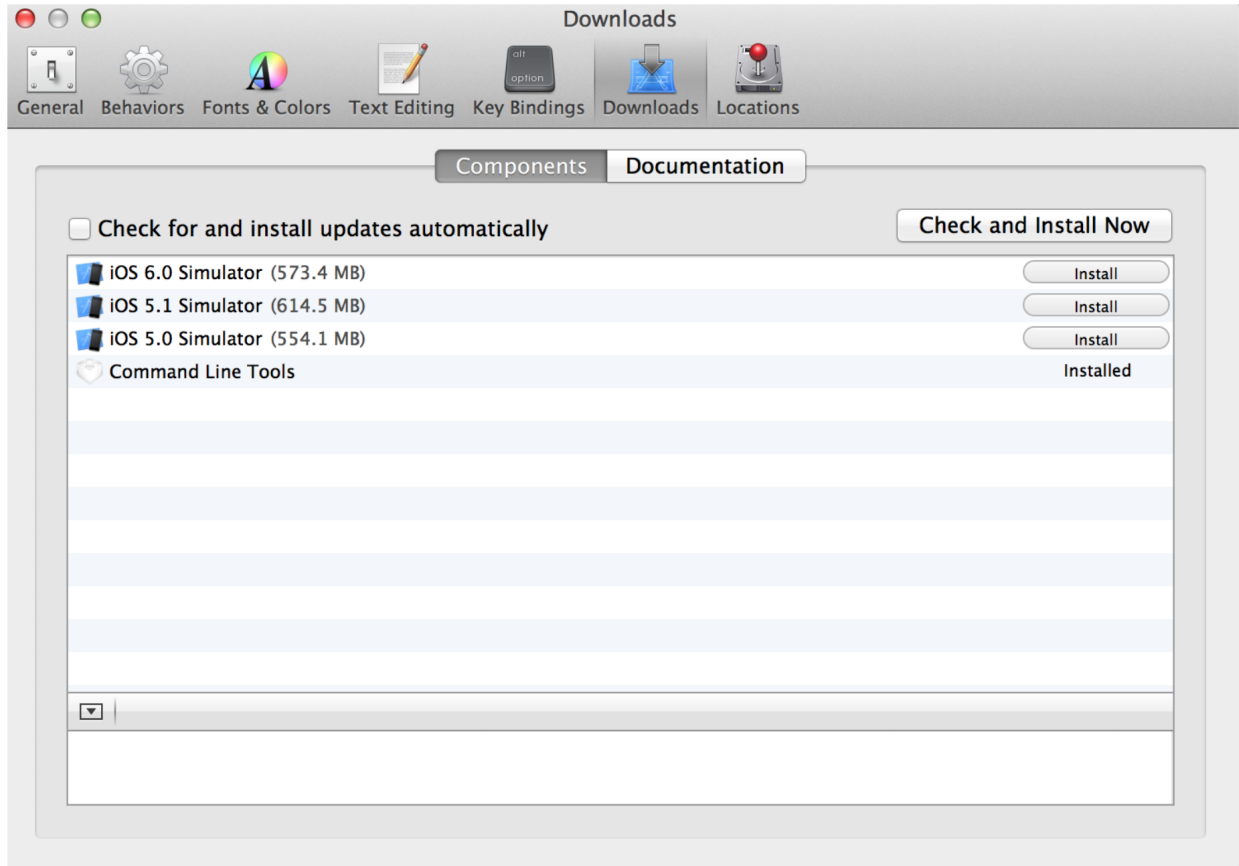 Downloads
alt
option
General Behaviors Fonts & Colors Text Editing Key Bindings Downloads Locations
Components Documentation
Check for and install updates automatically Check and Install Now
iOS 6.0 Simulator (573.4 MB) Install
iOS 5.1 Simulator (614.5 MB) Install
iOS 5.0 Simulator (554.1 MB) Install
Command Line Tools Installed